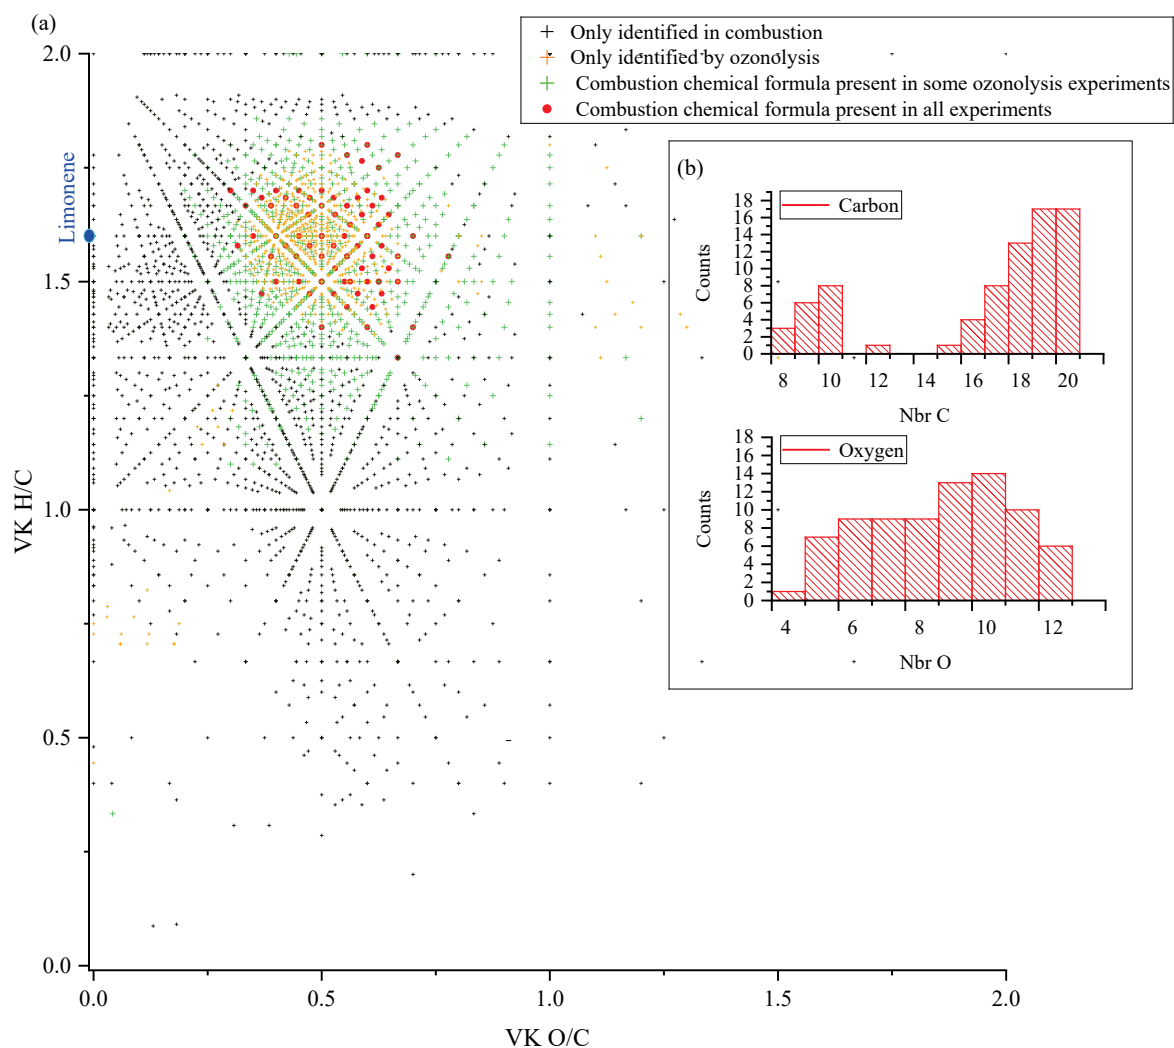 (a)
Only identified in combustion
Only identified by ozonolysis
Combustion chemical formula present in some ozonolysis experiments
Combustion chemical formula present in all experiments
2.0
1.5
1.0
0.5
0.0
VK H/C
Limonene
0.0 0.5 1.0 1.5 2.0
VK O/C
(b)
Carbon
18
16
14
12
10
8
6
4
2
0
Counts
8 10 12 14 16 18 20
Nbr C
Oxygen
18
16
14
12
10
8
6
4
2
0
Counts
4 6 8 10 12
Nbr O